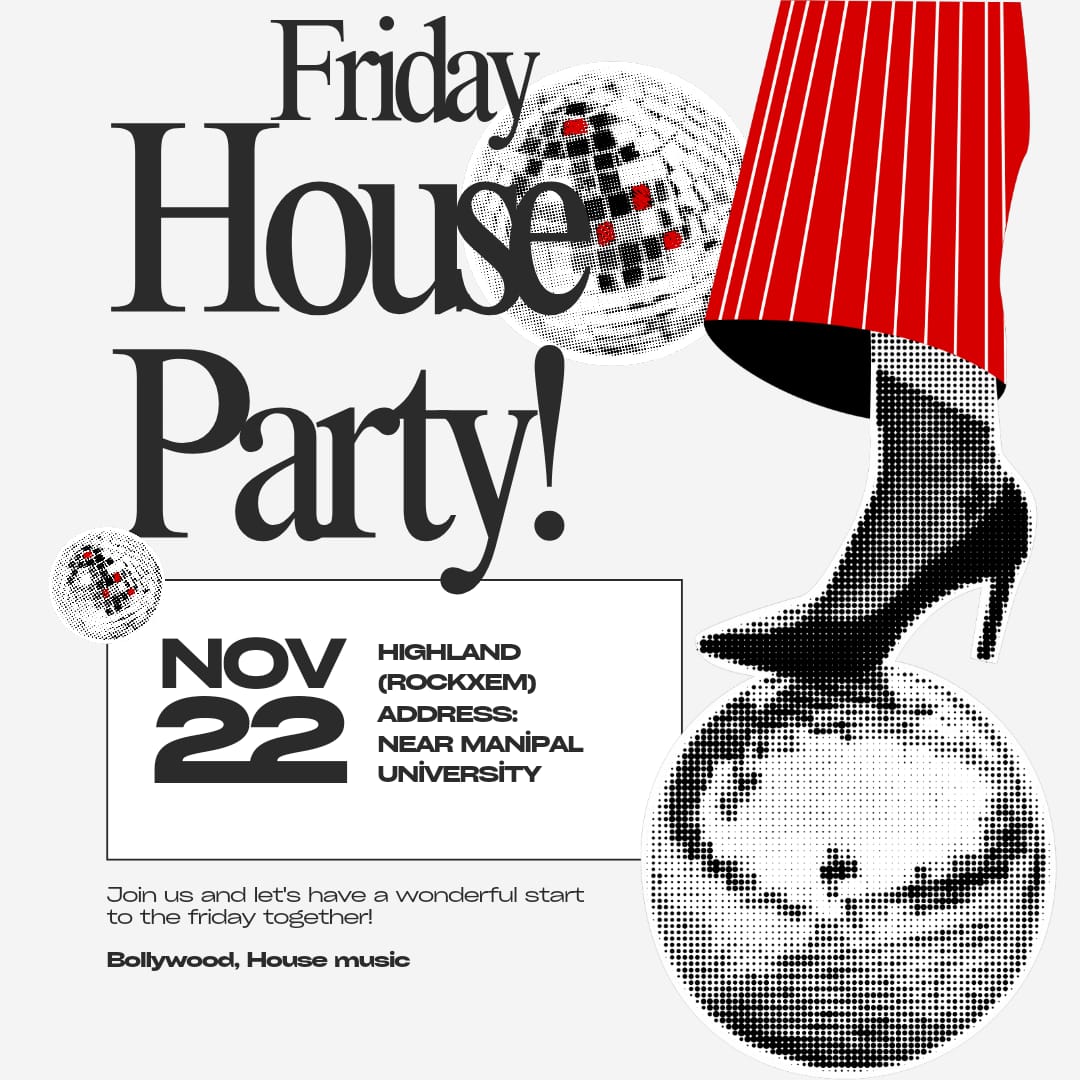 Friday
House
Party!
NOV
22
HIGHLAND
(ROCKXEM)
ADDRESS:
NEAR MANİPAL
UNİVERSİTY
Join us and let's have a wonderful start
to the friday together!
Bollywood, House music